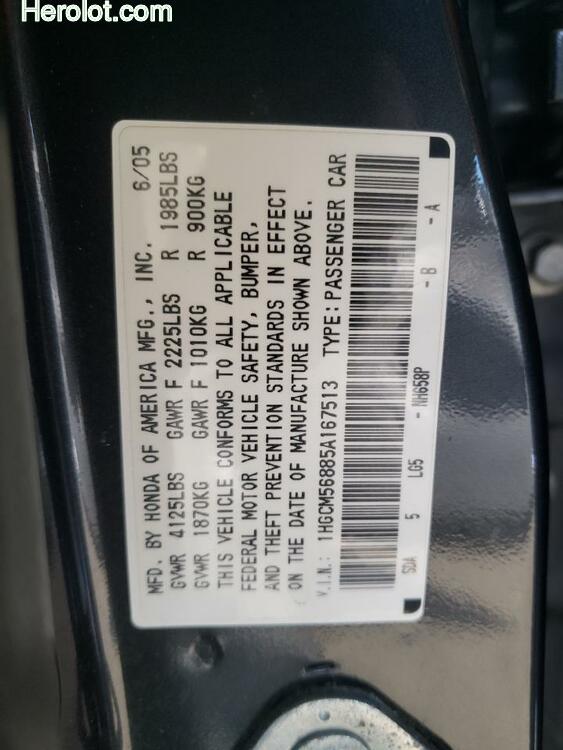 Herolot.com
MFD. BY HONDA OF AMERICA MFG., INC. 6/05
GVWR 4125LBS GAWR F 2225LBS R 1985LBS
GVWR 1870KG GAWR F 1010KG R 900KG
THIS VEHICLE CONFORMS TO ALL APPLICABLE
FEDERAL MOTOR VEHICLE SAFETY, BUMPER,
AND THEFT PREVENTION STANDARDS IN EFFECT
ON THE DATE OF MANUFACTURE SHOWN ABOVE.
V.I.N.: 1HGCM56885A167513 TYPE:PASSENGER CAR
SDA 5 LG5 - NH658P - B - A